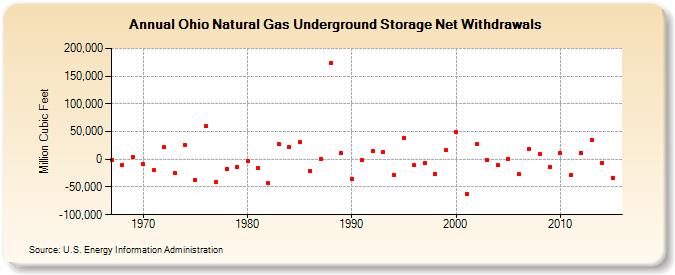 Annual Ohio Natural Gas Underground Storage Net Withdrawals
Million Cubic Feet
200,000
150,000
100,000
50,000
0
-50,000
-100,000
1970 1980 1990 2000 2010
Source: U.S. Energy Information Administration